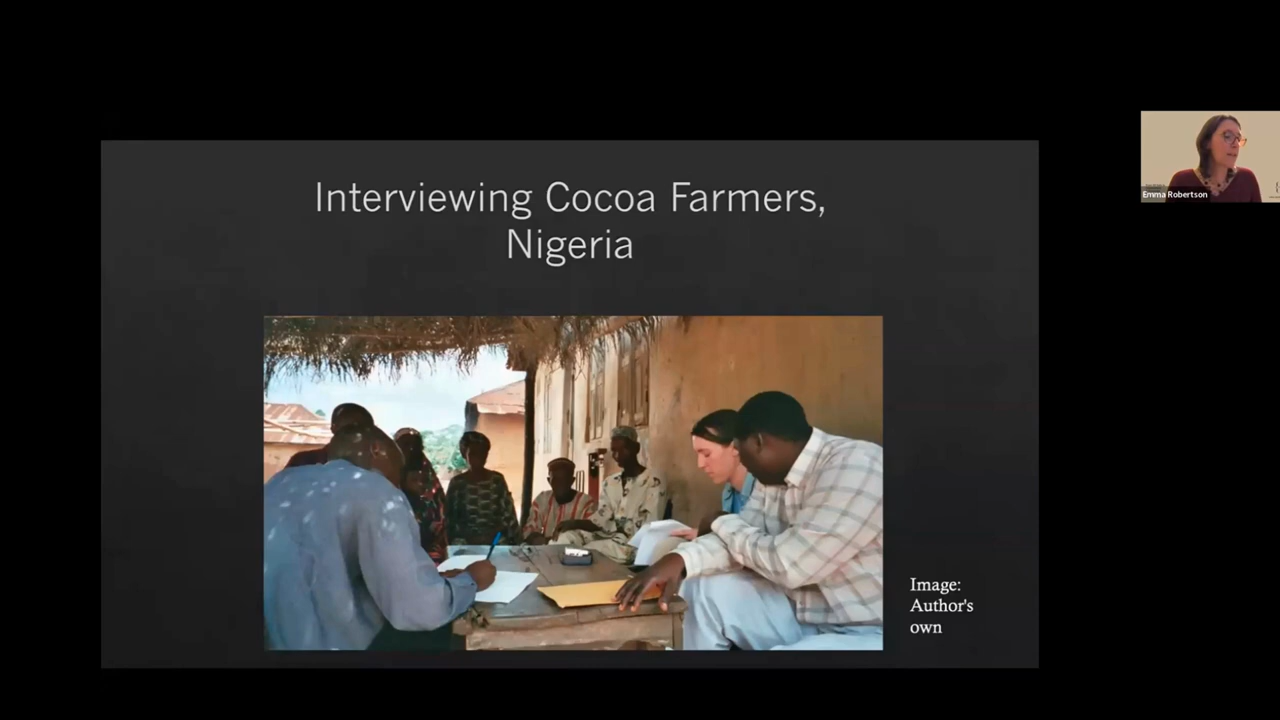 Interviewing Cocoa Farmers,
Nigeria
Image:
Author's
own
Emma Robertson